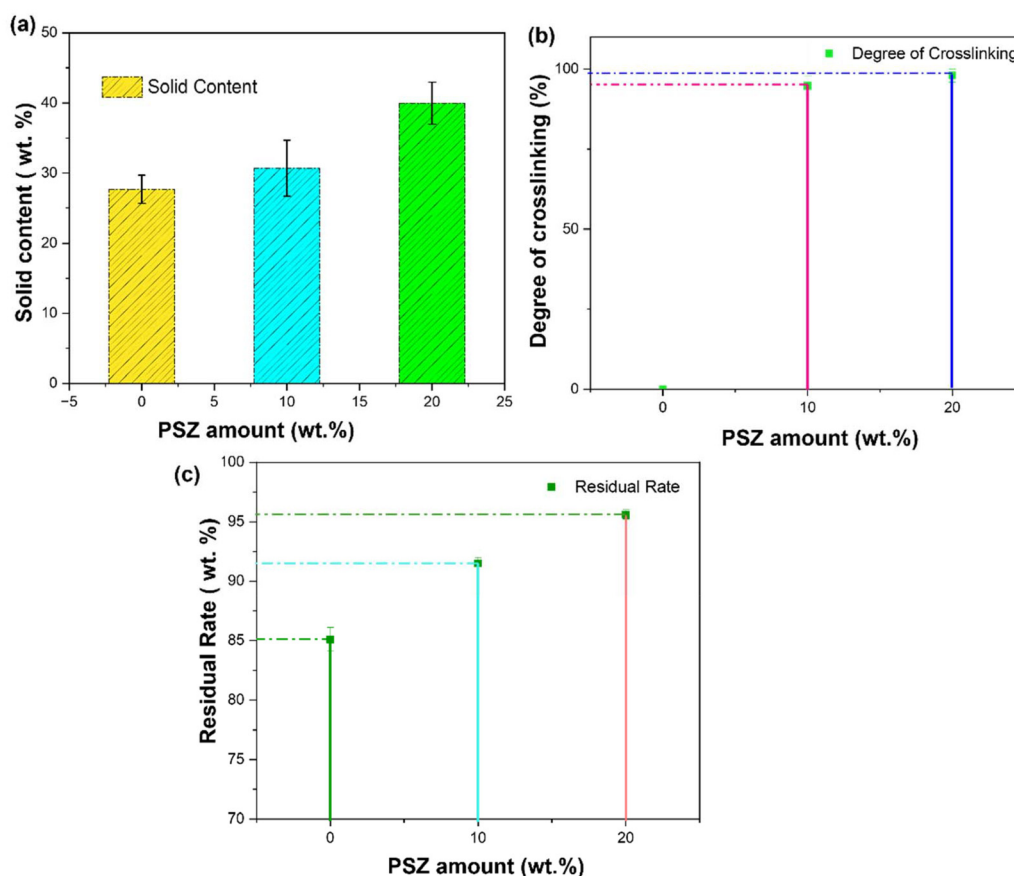 (a)
50
40
30
20
10
0
Solid content ( wt. %)
Solid Content
−5 0 5 10 15 20 25
PSZ amount (wt.%)
(b)
100
50
0
Degree of crosslinking (%)
Degree of Crosslinking
0 10 20
PSZ amount (wt.%)
(c)
100
95
90
85
80
75
70
Residual Rate ( wt. %)
Residual Rate
0 10 20
PSZ amount (wt.%)